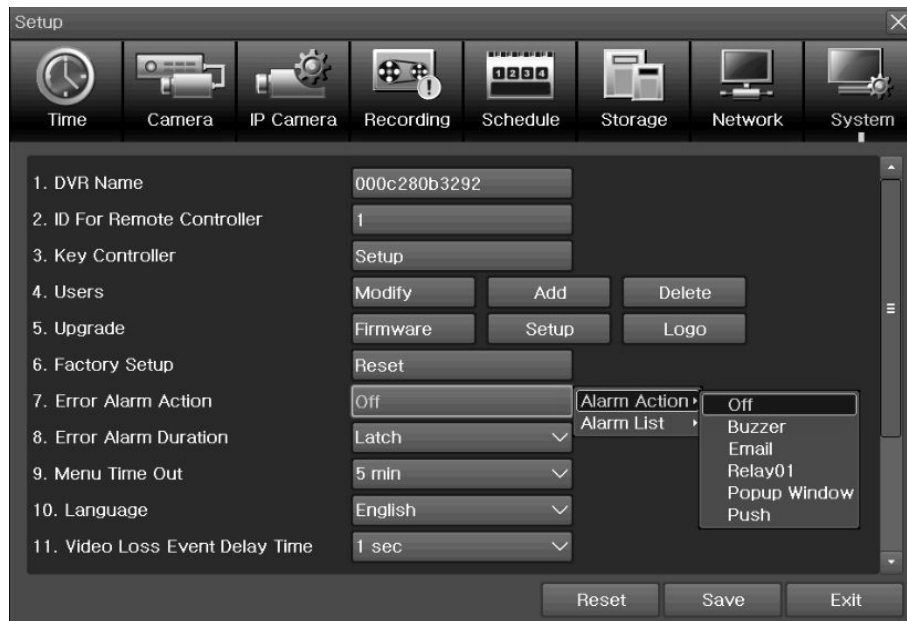 Setup
Time Camera IP Camera Recording Schedule Storage Network System
1. DVR Name 000c280b3292
2. ID For Remote Controller 1
3. Key Controller Setup
4. Users Modify Add Delete
5. Upgrade Firmware Setup Logo
6. Factory Setup Reset
7. Error Alarm Action Off Alarm Action Off
8. Error Alarm Duration Latch Alarm List Buzzer
Email
9. Menu Time Out 5 min Relay01
Popup Window
10. Language English Push
11. Video Loss Event Delay Time 1 sec
Reset Save Exit